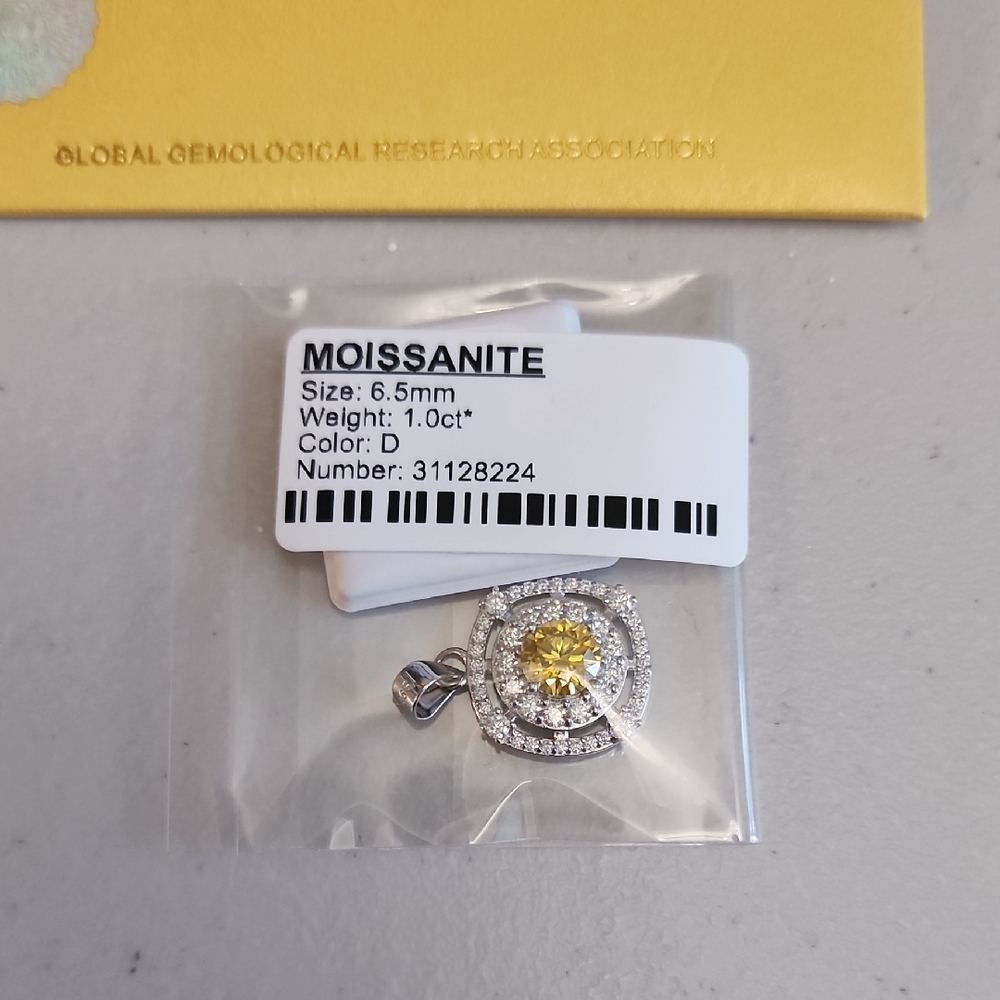 GLOBAL GEMOLOGICAL RESEARCH ASSOCIATION
MOISSANITE
Size: 6.5mm
Weight: 1.0ct*
Color: D
Number: 31128224